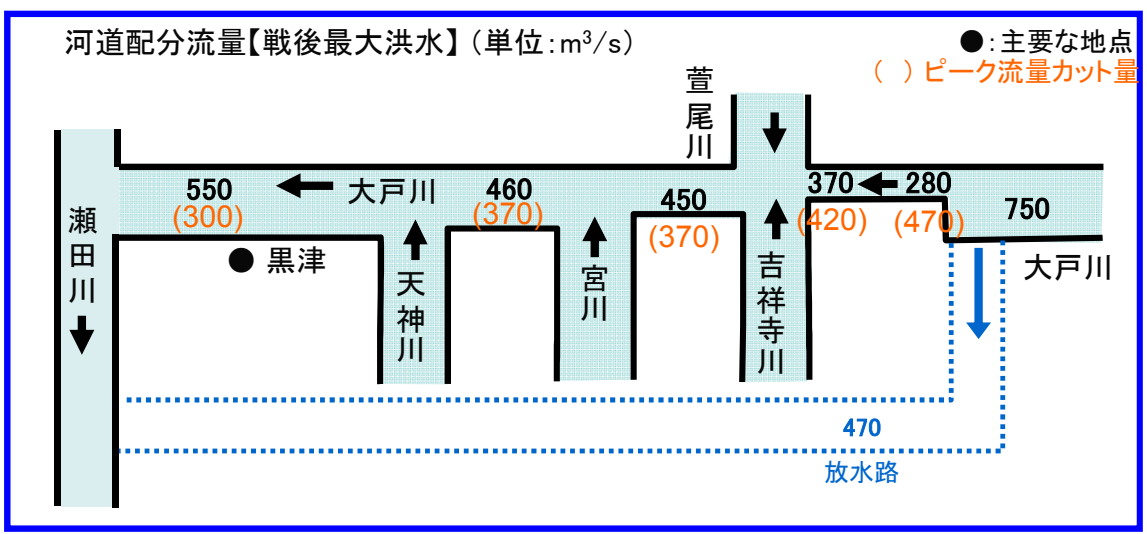 河道配分流量【戦後最大洪水】(単位:m³/s)
●:主要な地点
( )ピーク流量カット量
萱尾川
550
(300)
大戸川
460
(370)
450
(370)
370
(420)
280
(470)
750
瀬田川
●黒津
天神川
宮川
吉祥寺川
大戸川
470
放水路